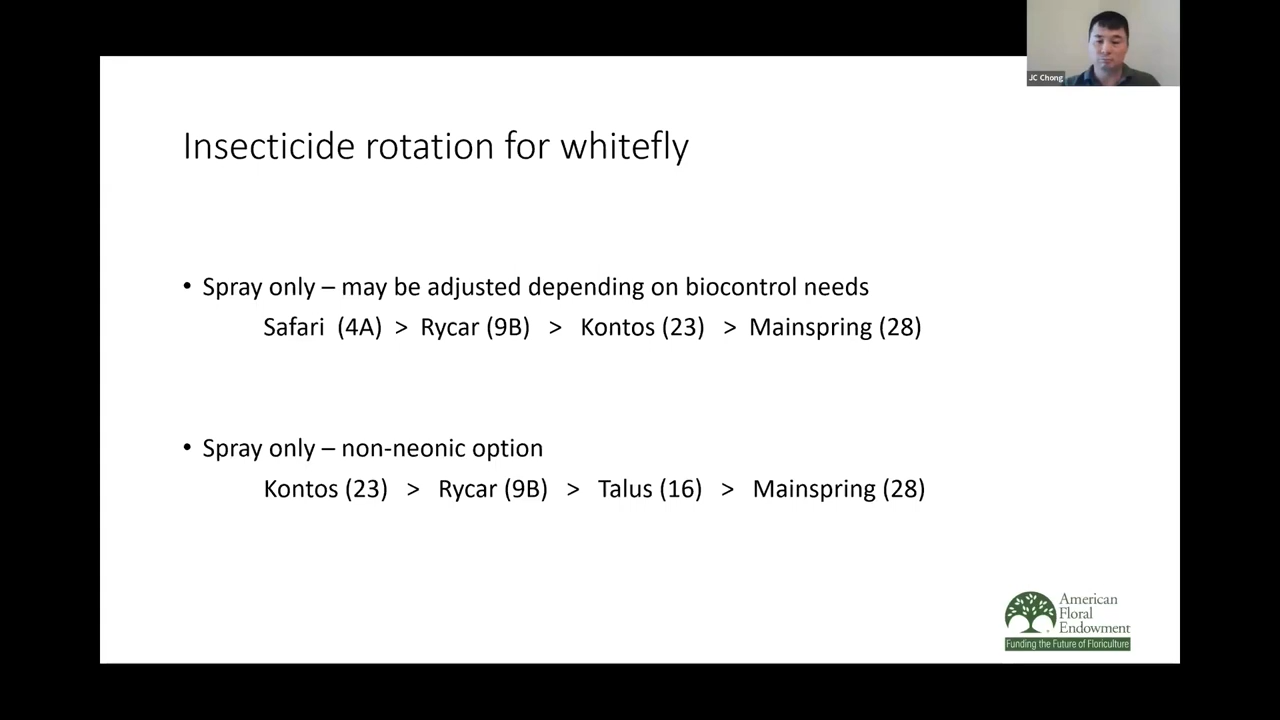 JC Chong
Insecticide rotation for whitefly
• Spray only – may be adjusted depending on biocontrol needs
Safari (4A) > Rycar (9B) > Kontos (23) > Mainspring (28)
• Spray only – non-neonic option
Kontos (23) > Rycar (9B) > Talus (16) > Mainspring (28)
American
Floral
Endowment
Funding the Future of Floriculture